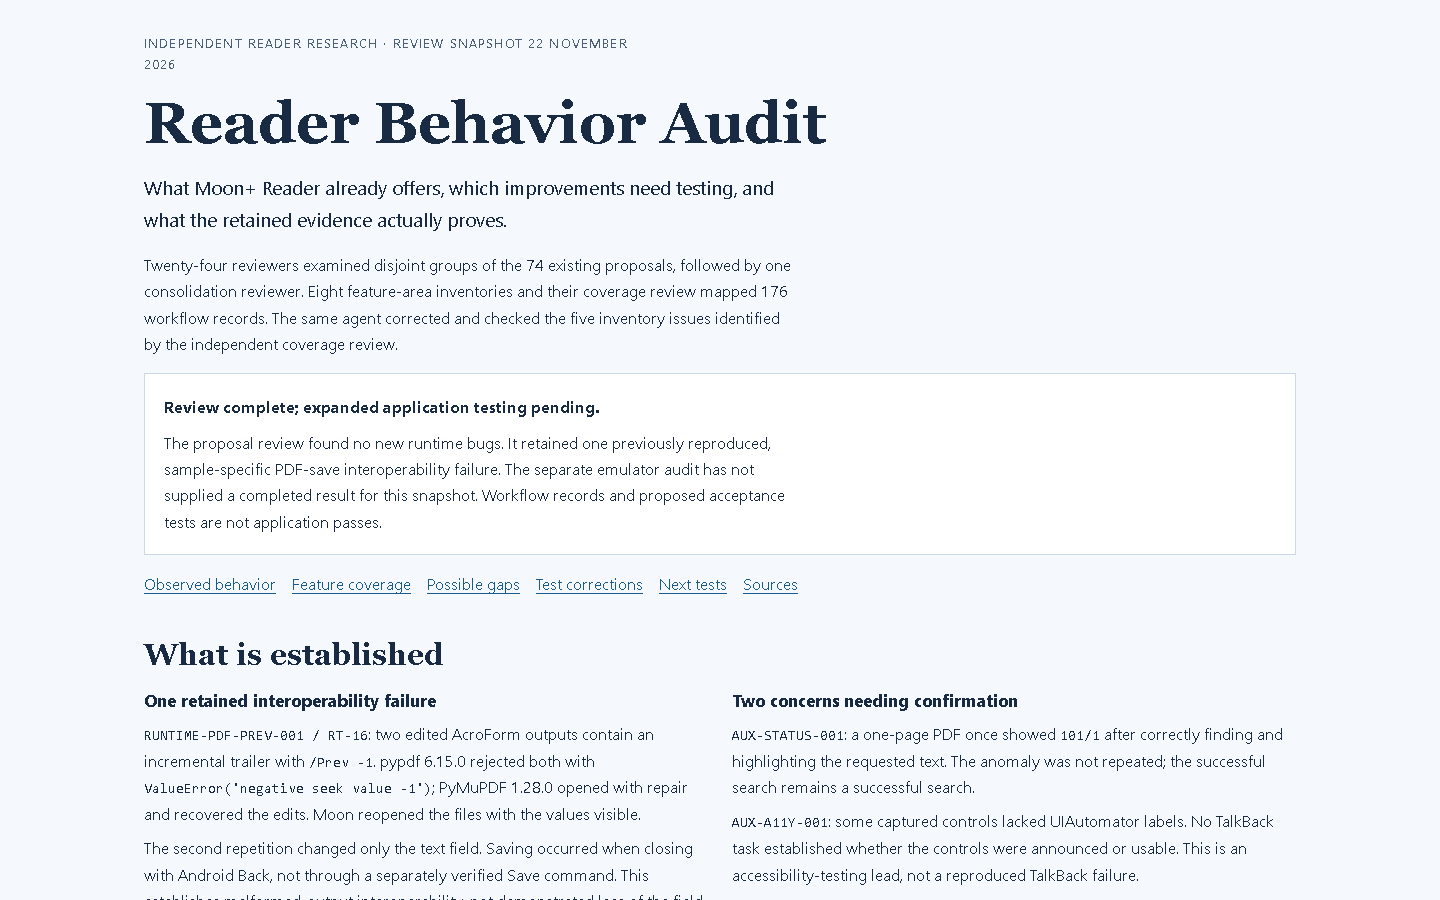 INDEPENDENT READER RESEARCH · REVIEW SNAPSHOT 22 NOVEMBER
2026
Reader Behavior Audit
What Moon+ Reader already offers, which improvements need testing, and
what the retained evidence actually proves.
Twenty-four reviewers examined disjoint groups of the 74 existing proposals, followed by one
consolidation reviewer. Eight feature-area inventories and their coverage review mapped 176
workflow records. The same agent corrected and checked the five inventory issues identified
by the independent coverage review.
Review complete; expanded application testing pending.
The proposal review found no new runtime bugs. It retained one previously reproduced,
sample-specific PDF-save interoperability failure. The separate emulator audit has not
supplied a completed result for this snapshot. Workflow records and proposed acceptance
tests are not application passes.
Observed behavior Feature coverage Possible gaps Test corrections Next tests Sources
What is established
One retained interoperability failure
RUNTIME-PDF-PREV-001 / RT-16: two edited AcroForm outputs contain an
incremental trailer with /Prev -1. pypdf 6.15.0 rejected both with
ValueError('negative seek value -1'); PyMuPDF 1.28.0 opened with repair
and recovered the edits. Moon reopened the files with the values visible.
The second repetition changed only the text field. Saving occurred when closing
with Android Back, not through a separately verified Save command. This
Two concerns needing confirmation
AUX-STATUS-001: a one-page PDF once showed 101/1 after correctly finding and
highlighting the requested text. The anomaly was not repeated; the successful
search remains a successful search.
AUX-A11Y-001: some captured controls lacked UIAutomator labels. No TalkBack
task established whether the controls were announced or usable. This is an
accessibility-testing lead, not a reproduced TalkBack failure.